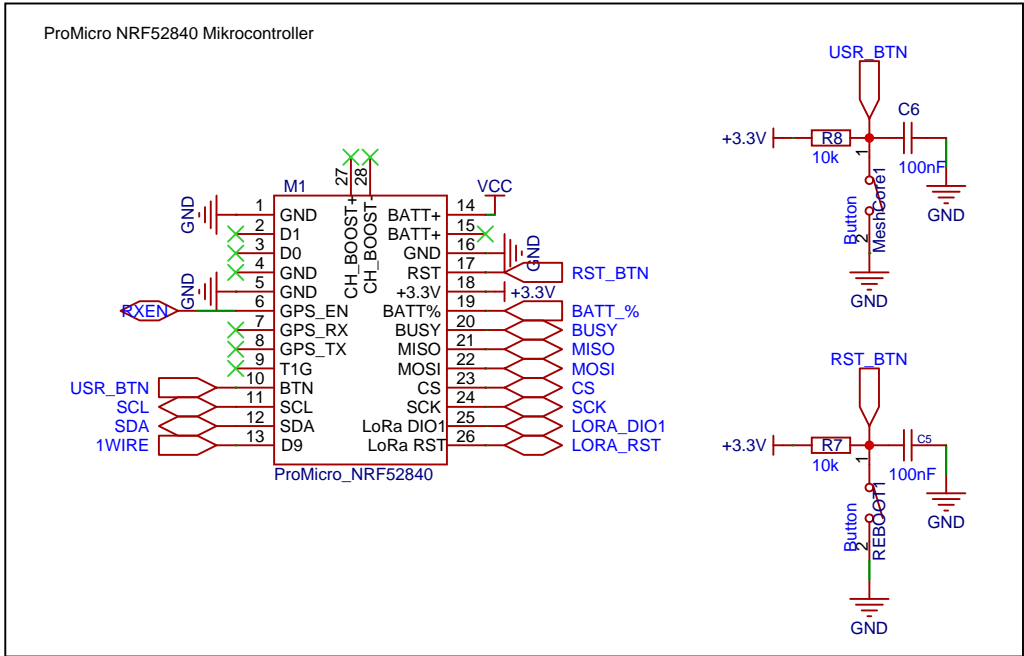 ProMicro NRF52840 Mikrocontroller
M1
27
28
CH_BOOST+
CH_BOOST-
VCC
GND
1 GND
2 D1
3 D0
4 GND
5 GND
6 GPS_EN
7 GPS_RX
8 GPS_TX
9 T1G
10 BTN
11 SCL
12 SDA
13 D9
GND
RXEN
USR_BTN
SCL
SDA
1WIRE
BATT+ 14
BATT+ 15
GND 16
RST 17
+3.3V 18
BATT% 19
BUSY 20
MISO 21
MOSI 22
CS 23
SCK 24
LoRa DIO1 25
LoRa RST 26
GND
RST_BTN
+3.3V
BATT_%
BUSY
MISO
MOSI
CS
SCK
LORA_DIO1
LORA_RST
ProMicro_NRF52840
USR_BTN
+3.3V
R8
10k
C6
100nF
GND
1
2
Button
MeshCore1
GND
RST_BTN
+3.3V
R7
10k
C5
100nF
GND
1
2
Button
REBOOT1
GND